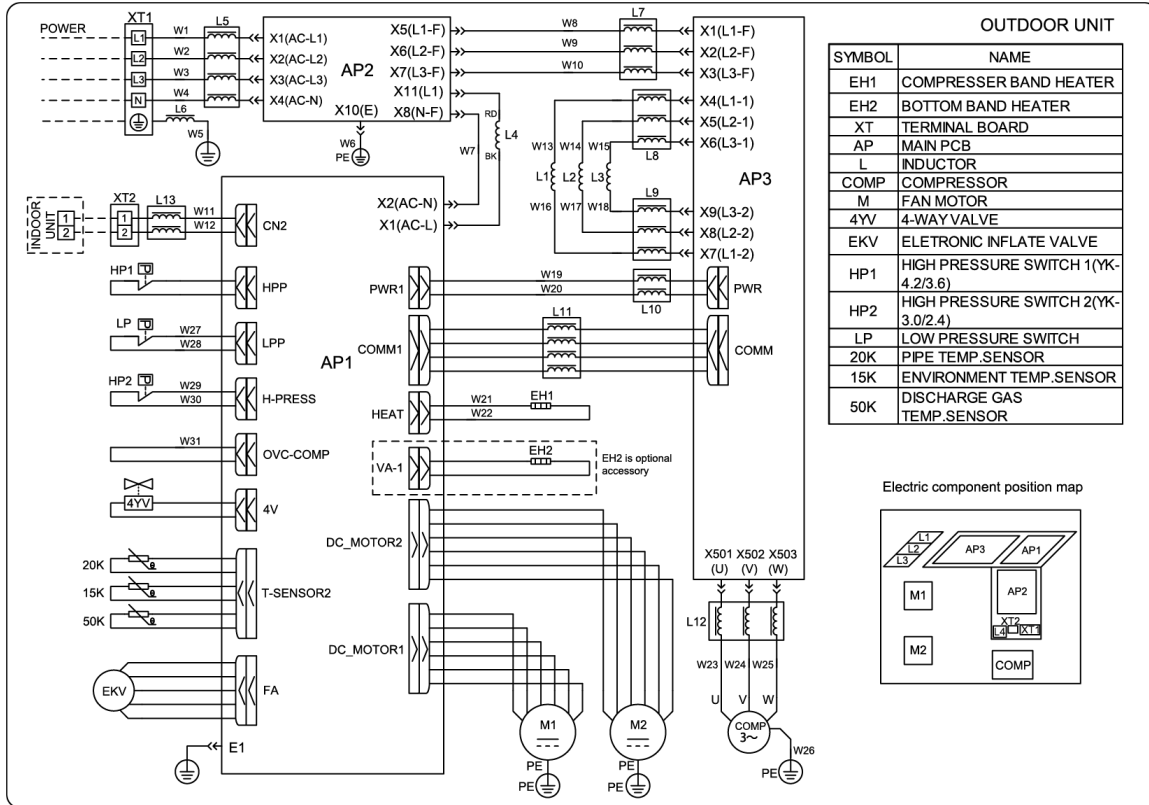 OUTDOOR UNIT
SYMBOL NAME
EH1 COMPRESSER BAND HEATER
EH2 BOTTOM BAND HEATER
XT TERMINAL BOARD
AP MAIN PCB
L INDUCTOR
COMP COMPRESSOR
M FAN MOTOR
4YV 4-WAY VALVE
EKV ELETRONIC INFLATE VALVE
HP1 HIGH PRESSURE SWITCH 1(YK-
4.2/3.6)
HP2 HIGH PRESSURE SWITCH 2(YK-
3.0/2.4)
LP LOW PRESSURE SWITCH
20K PIPE TEMP.SENSOR
15K ENVIRONMENT TEMP.SENSOR
50K DISCHARGE GAS
TEMP.SENSOR
POWER
XT1
L1
L2
L3
N
W1
W2
W3
W4
L5
L6
W5
X1(AC-L1)
X2(AC-L2)
X3(AC-L3)
X4(AC-N)
AP2
X5(L1-F)
X6(L2-F)
X7(L3-F)
X11(L1)
X10(E) X8(N-F)
W6
PE
W7
RD
L4
BK
W8
W9
W10
L7
X1(L1-F)
X2(L2-F)
X3(L3-F)
X4(L1-1)
X5(L2-1)
X6(L3-1)
L8
W13 W14 W15
L1 L2 L3
W16 W17 W18
L9
AP3
X9(L3-2)
X8(L2-2)
X7(L1-2)
INDOOR
UNIT
1
2
XT2
1
2
L13
W11
W12
CN2
X2(AC-N)
X1(AC-L)
HP1
P
HPP
PWR1
W19
W20
L10
PWR
LP
P
W27
W28
LPP
AP1
COMM1
L11
COMM
HP2
P
W29
W30
H-PRESS
HEAT
W21
W22
EH1
W31
OVC-COMP
VA-1
EH2
EH2 is optional
accessory
4YV
4V
DC_MOTOR2
20K
15K
50K
θ
θ
θ
T-SENSOR2
DC_MOTOR1
EKV
FA
E1
M1
PE
PE
M2
PE
PE
X501 X502 X503
(U) (V) (W)
L12
W23 W24 W25
U V W
COMP
3~
W26
PE
Electric component position map
L1
L2
L3
AP3
AP1
M1
AP2
XT2
L4
XT1
M2
COMP